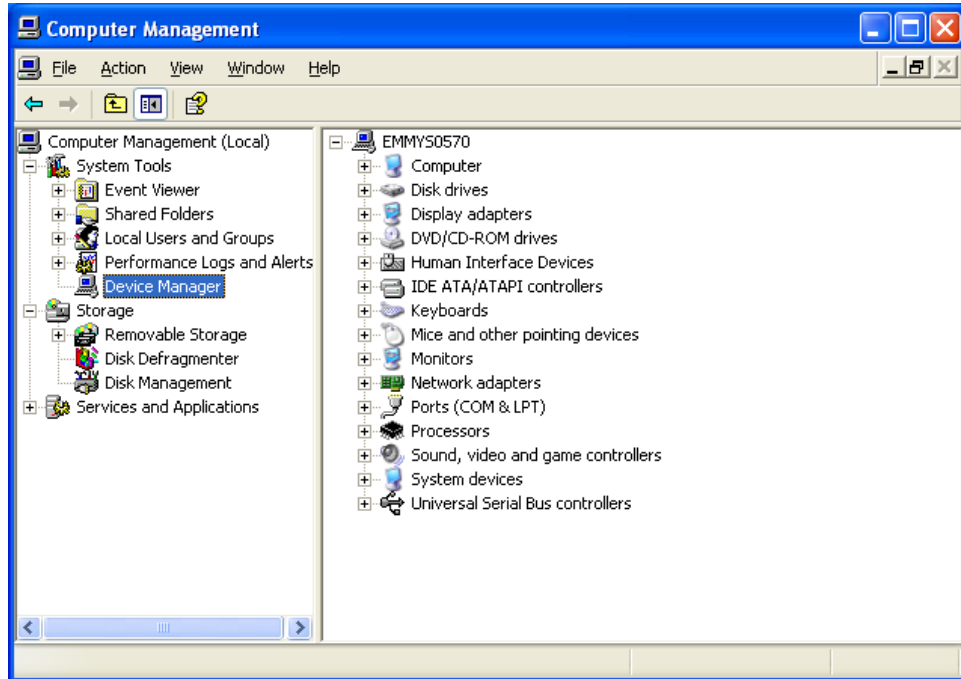 Computer Management
File Action View Window Help
Computer Management (Local)
System Tools
Event Viewer
Shared Folders
Local Users and Groups
Performance Logs and Alerts
Device Manager
Storage
Removable Storage
Disk Defragmenter
Disk Management
Services and Applications
EMMYS0570
Computer
Disk drives
Display adapters
DVD/CD-ROM drives
Human Interface Devices
IDE ATA/ATAPI controllers
Keyboards
Mice and other pointing devices
Monitors
Network adapters
Ports (COM & LPT)
Processors
Sound, video and game controllers
System devices
Universal Serial Bus controllers